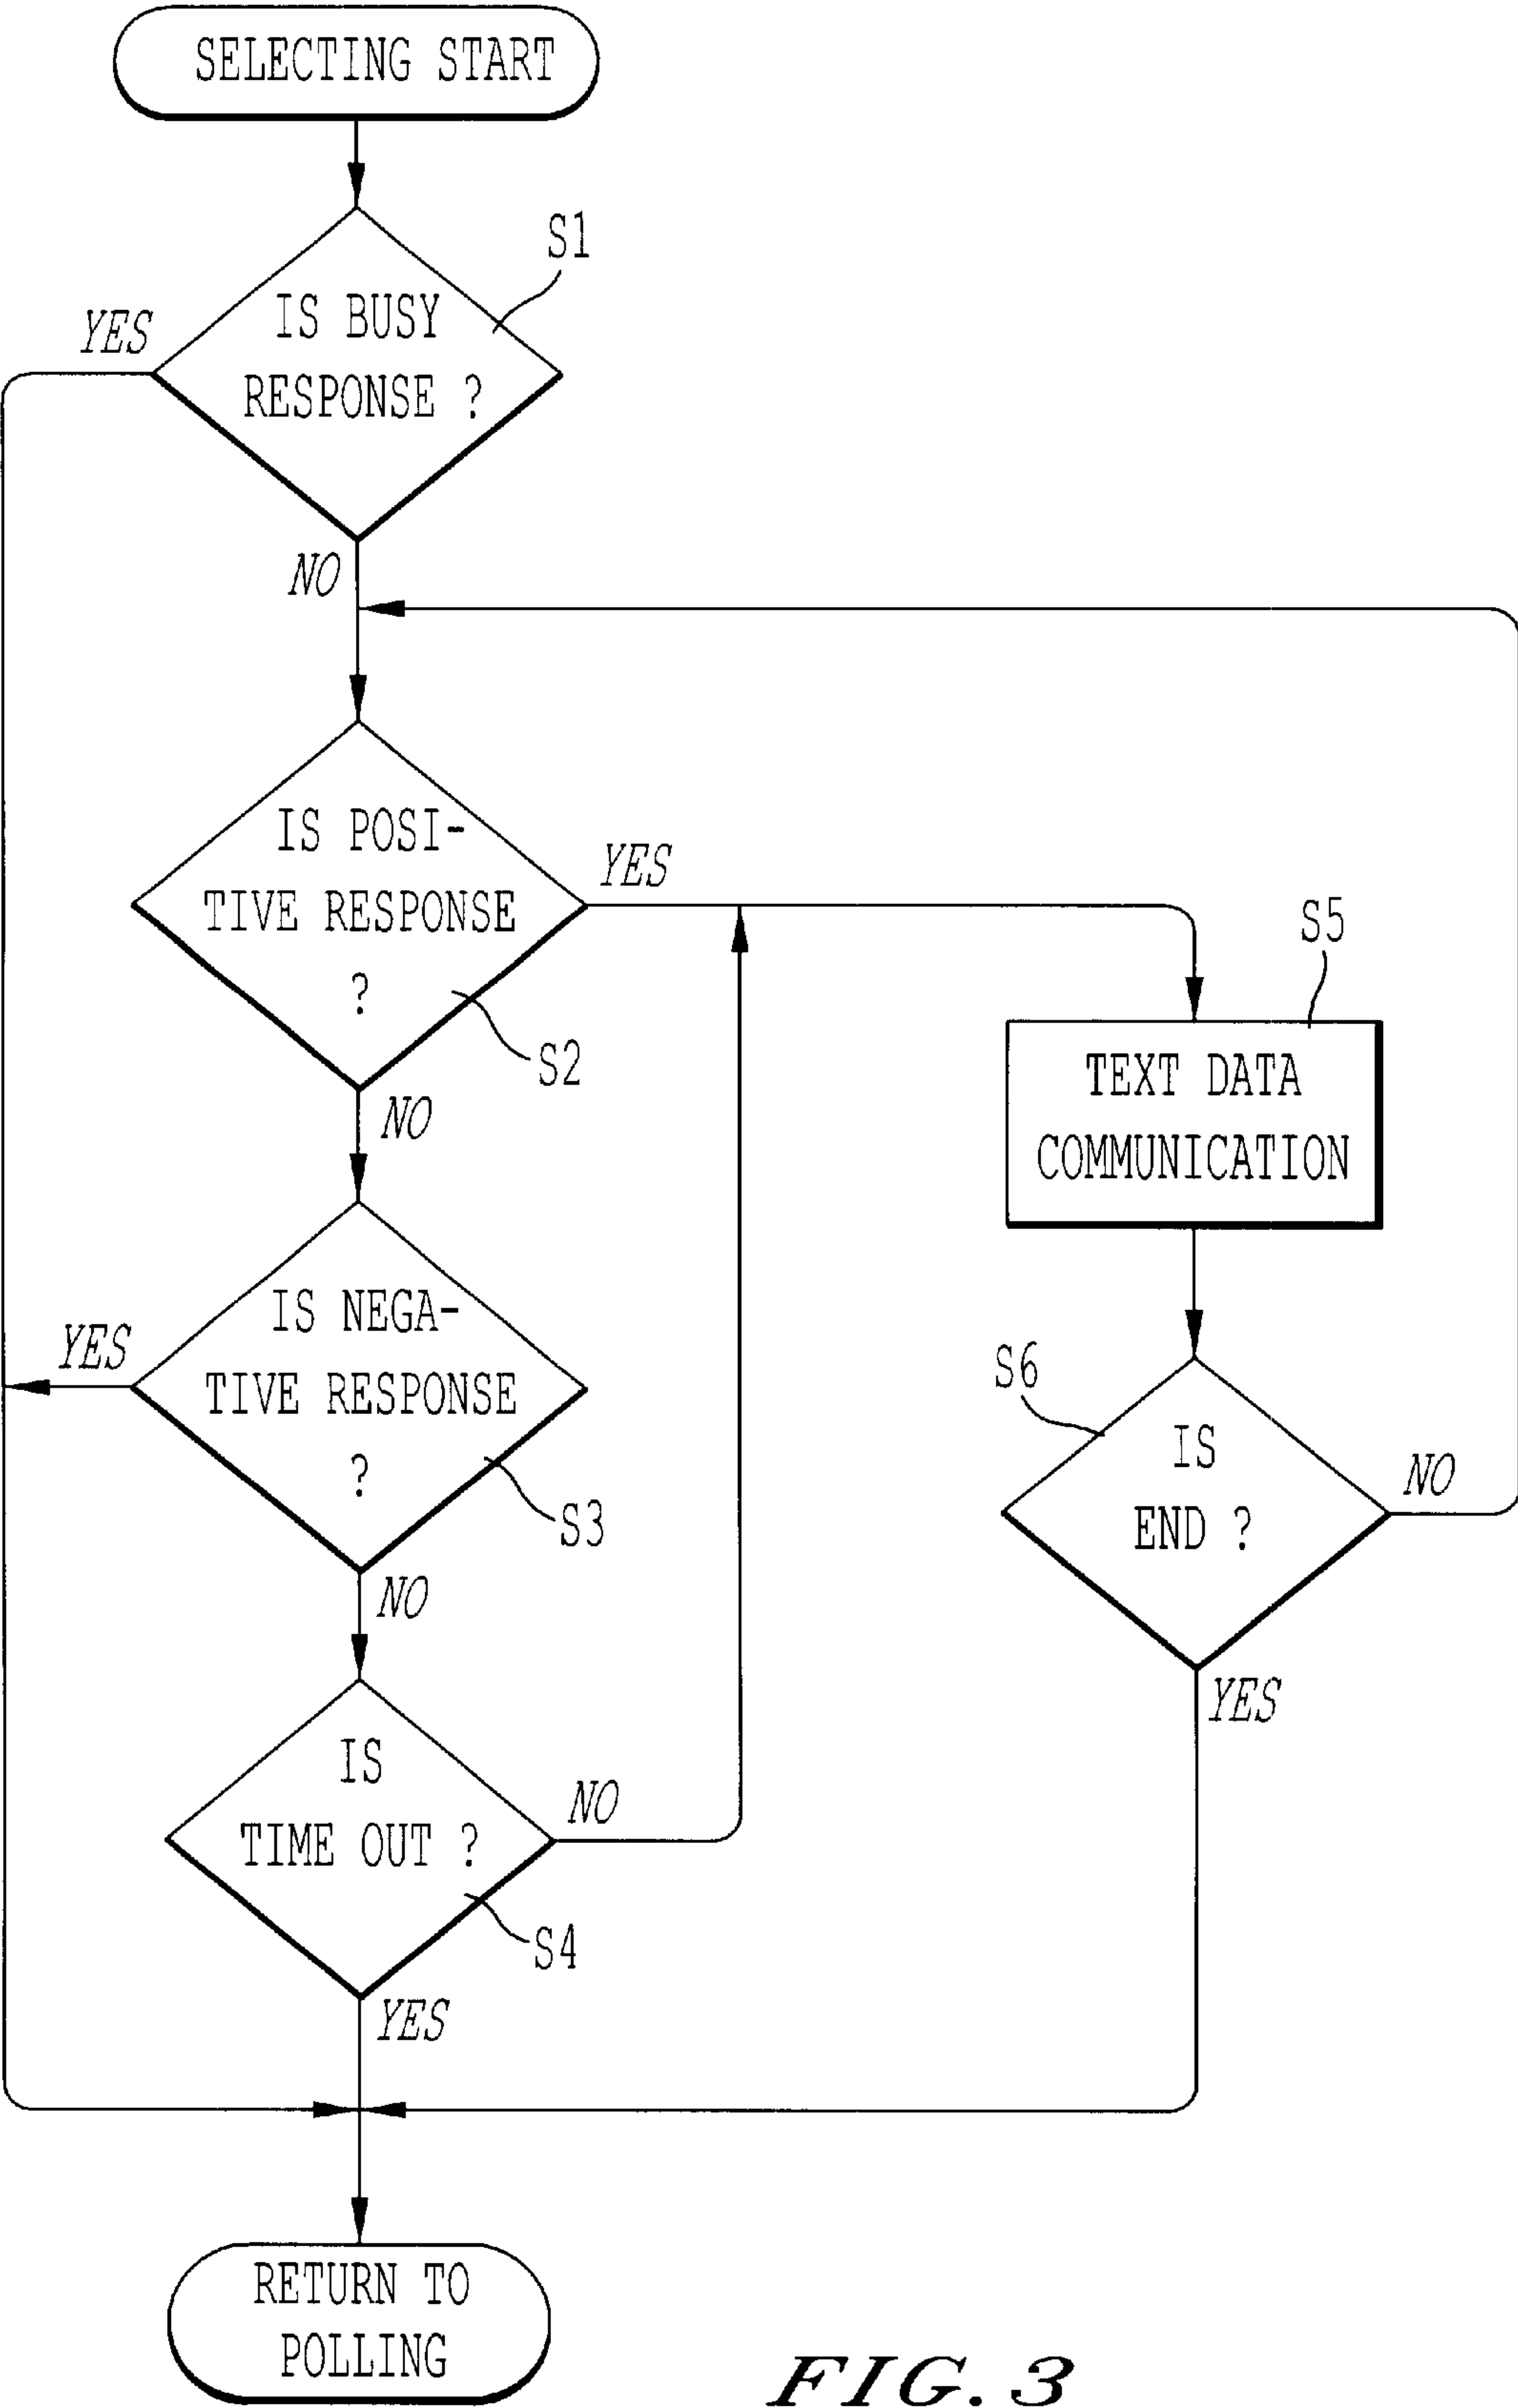 SELECTING START
S1
IS BUSY
RESPONSE ?
YES
NO
IS POSI-
TIVE RESPONSE
?
YES
S2
NO
S5
TEXT DATA
COMMUNICATION
IS NEGA-
TIVE RESPONSE
?
YES
S3
NO
S6
IS
END ?
NO
YES
IS
TIME OUT ?
NO
S4
YES
RETURN TO
POLLING
FIG. 3